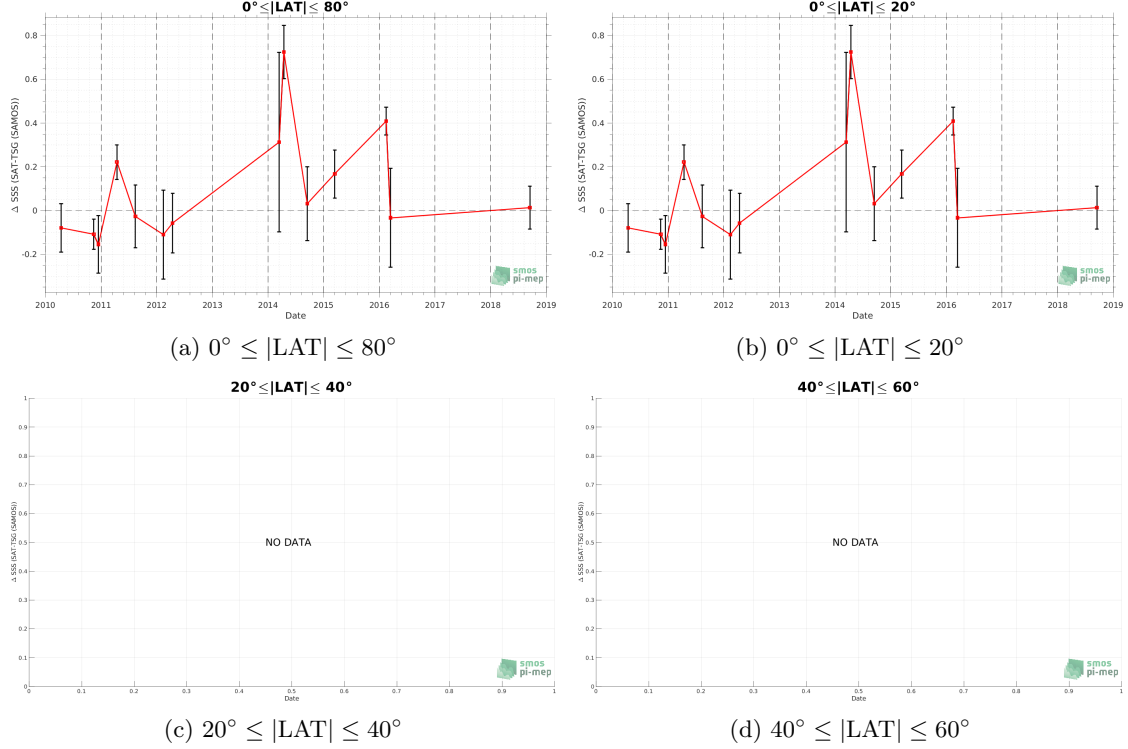 0°≤|LAT|≤ 80°
Δ SSS (SAT-TSG (SAMOS))
0.8
0.6
0.4
0.2
0
-0.2
2010 2011 2012 2013 2014 2015 2016 2017 2018 2019
Date
smos
pi-mep
(a) 0° ≤ |LAT| ≤ 80°
0°≤|LAT|≤ 20°
Δ SSS (SAT-TSG (SAMOS))
0.8
0.6
0.4
0.2
0
-0.2
2010 2011 2012 2013 2014 2015 2016 2017 2018 2019
Date
smos
pi-mep
(b) 0° ≤ |LAT| ≤ 20°
20°≤|LAT|≤ 40°
Δ SSS (SAT-TSG (SAMOS))
1
0.9
0.8
0.7
0.6
0.5
0.4
0.3
0.2
0.1
0
NO DATA
0 0.1 0.2 0.3 0.4 0.5 0.6 0.7 0.8 0.9 1
Date
smos
pi-mep
(c) 20° ≤ |LAT| ≤ 40°
40°≤|LAT|≤ 60°
Δ SSS (SAT-TSG (SAMOS))
1
0.9
0.8
0.7
0.6
0.5
0.4
0.3
0.2
0.1
0
NO DATA
0 0.1 0.2 0.3 0.4 0.5 0.6 0.7 0.8 0.9 1
Date
smos
pi-mep
(d) 40° ≤ |LAT| ≤ 60°